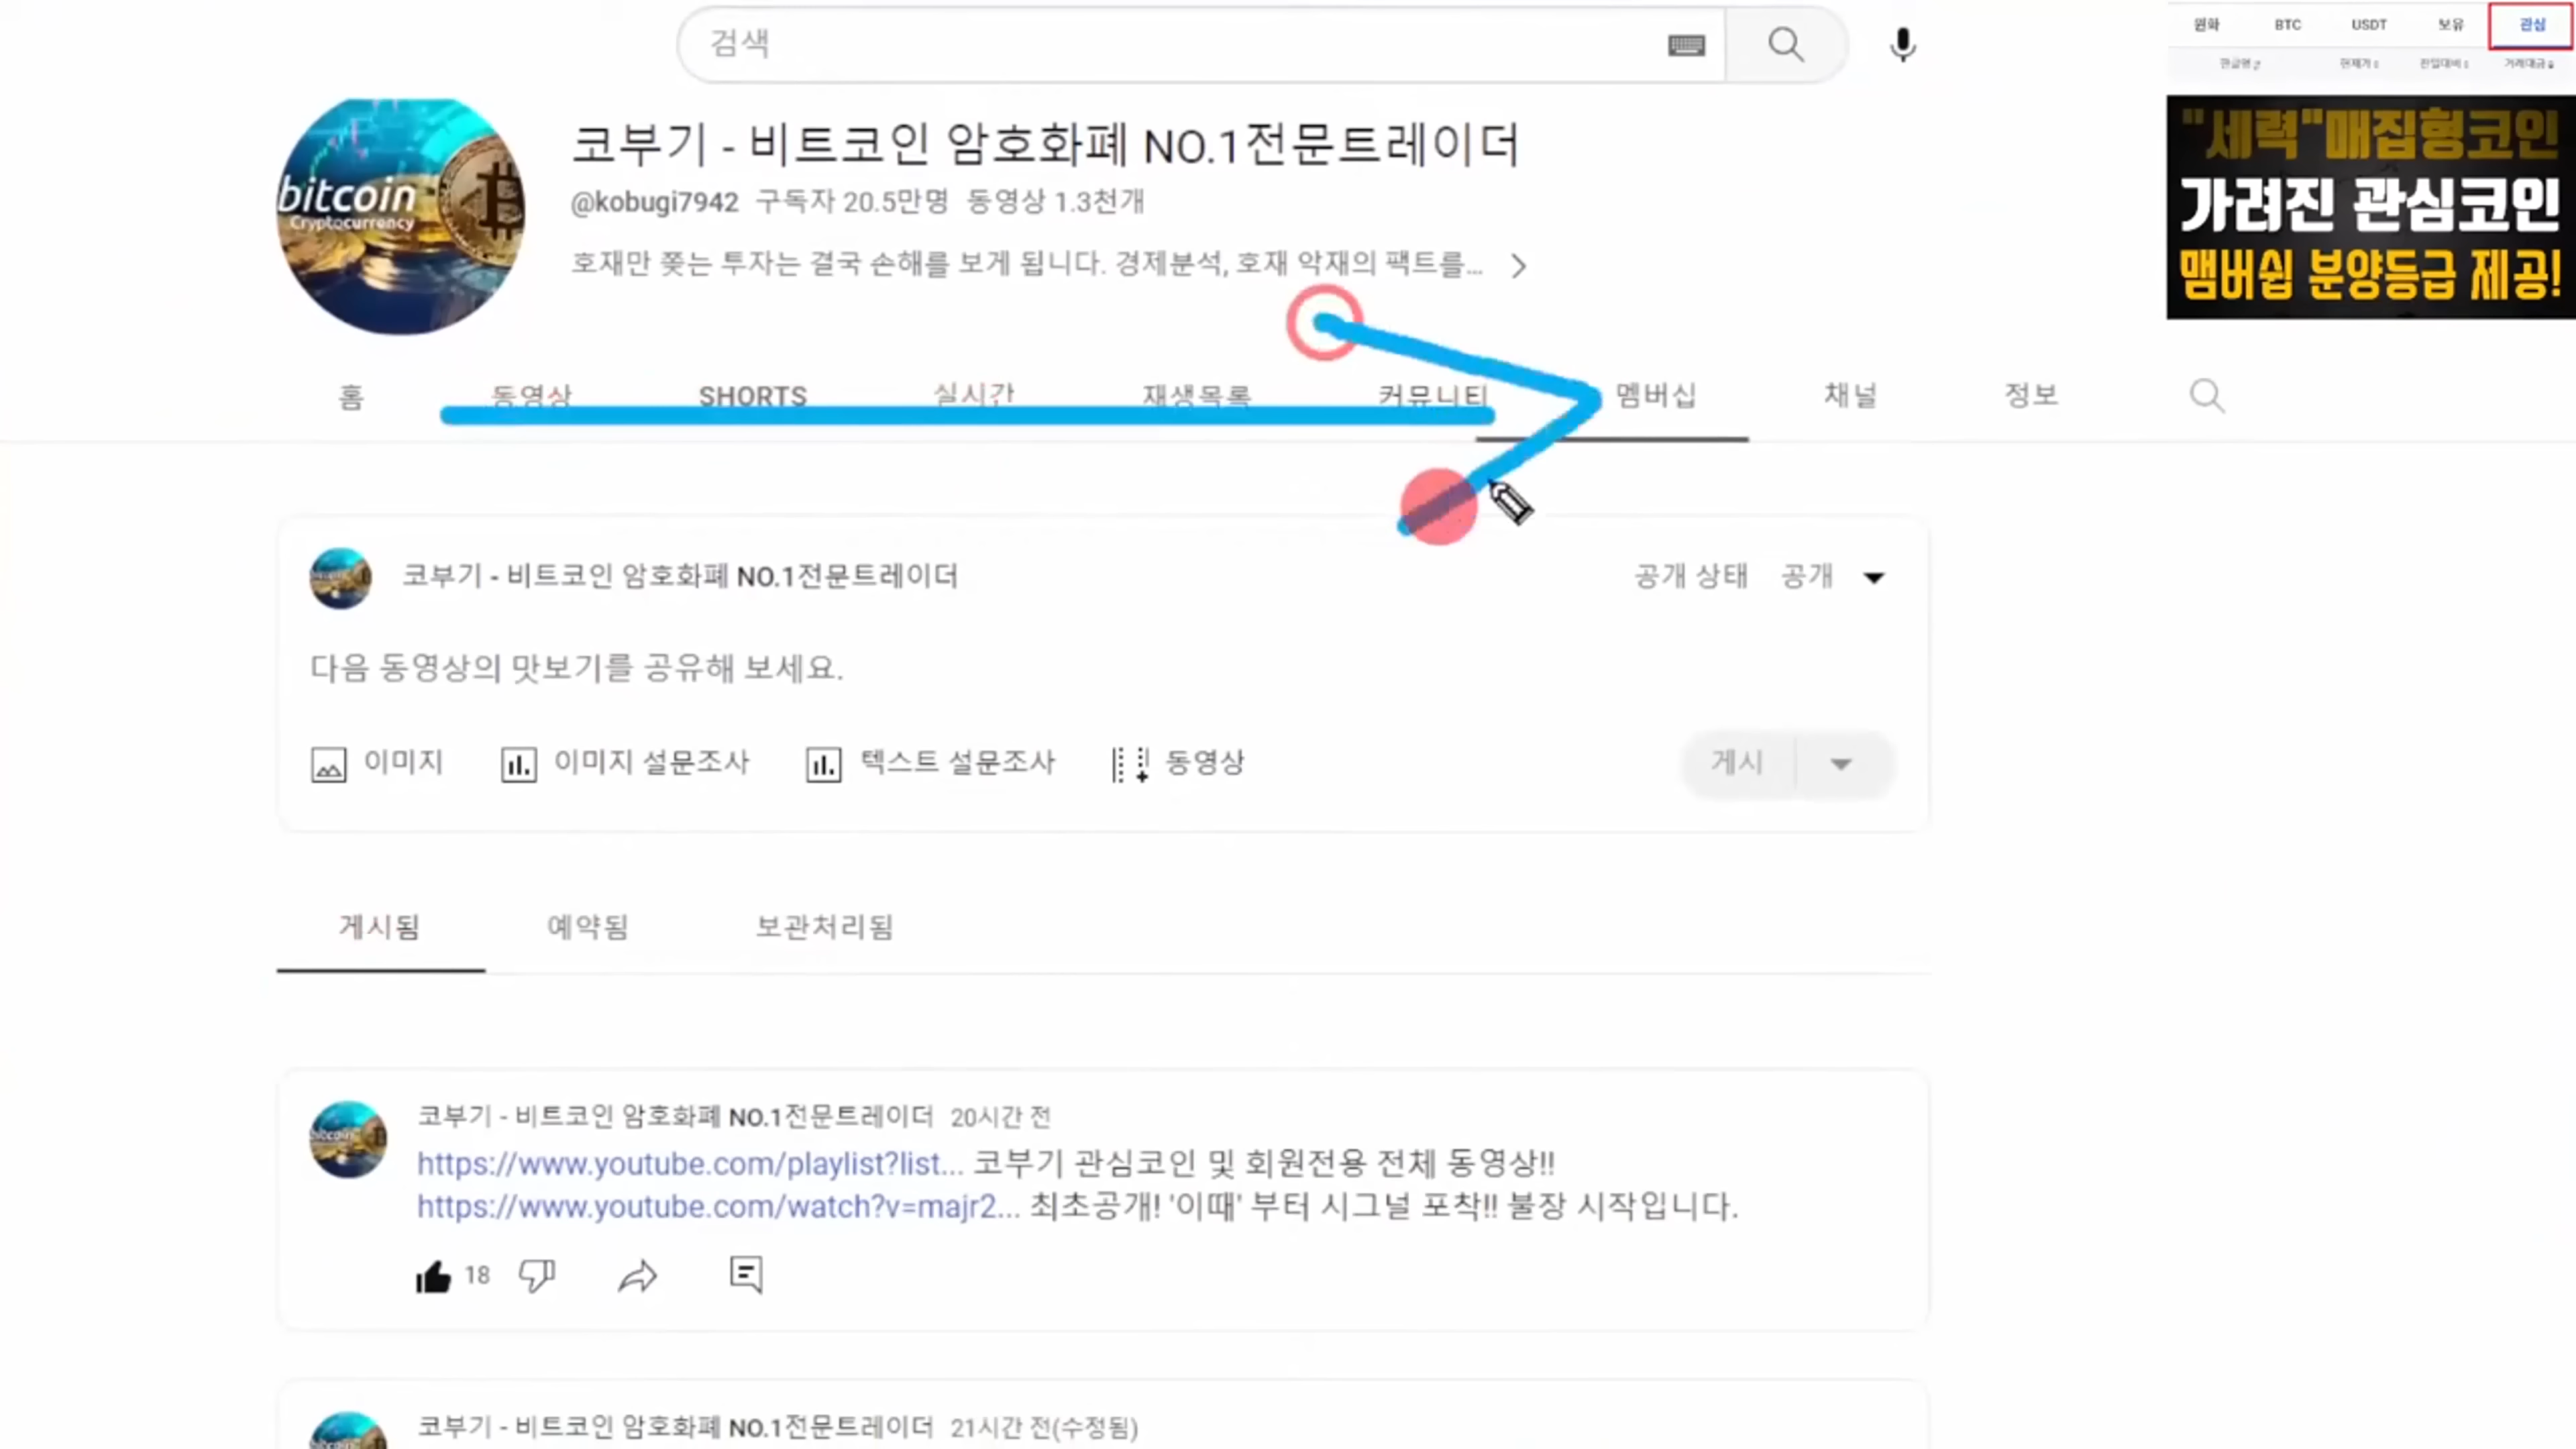 검색
원화 BTC USDT 보유 관심
한글명 현재가 전일대비 거래대금
"세력"매집형코인
가려진 관심코인
맴버쉽 분양등급 제공!
bitcoin
Cryptocurrency
코부기 - 비트코인 암호화폐 NO.1전문트레이더
@kobugi7942 구독자 20.5만명 동영상 1.3천개
호재만 쫓는 투자는 결국 손해를 보게 됩니다. 경제분석, 호재 악재의 팩트를...
홈 동영상 SHORTS 실시간 재생목록 커뮤니티 멤버십 채널 정보
코부기 - 비트코인 암호화폐 NO.1전문트레이더 공개 상태 공개
다음 동영상의 맛보기를 공유해 보세요.
이미지 이미지 설문조사 텍스트 설문조사 동영상 게시
게시됨 예약됨 보관처리됨
코부기 - 비트코인 암호화폐 NO.1전문트레이더 20시간 전
https://www.youtube.com/playlist?list... 코부기 관심코인 및 회원전용 전체 동영상!!
https://www.youtube.com/watch?v=majr2... 최초공개! '이때' 부터 시그널 포착!! 불장 시작입니다.
18
코부기 - 비트코인 암호화폐 NO.1전문트레이더 21시간 전(수정됨)